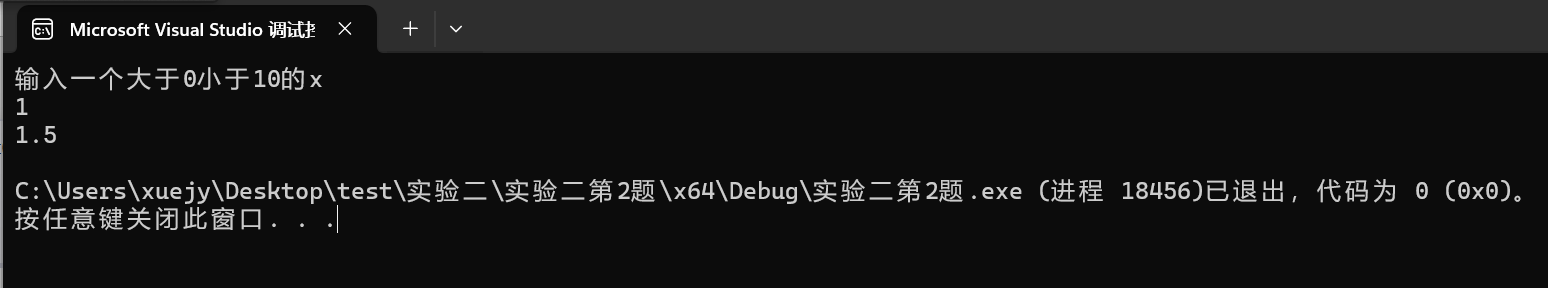 Microsoft Visual Studio 调试
输入一个大于0小于10的x
1
1.5
C:\Users\xuejy\Desktop\test\实验二\实验二第2题\x64\Debug\实验二第2题.exe (进程 18456)已退出，代码为 0 (0x0)。
按任意键关闭此窗口. . .